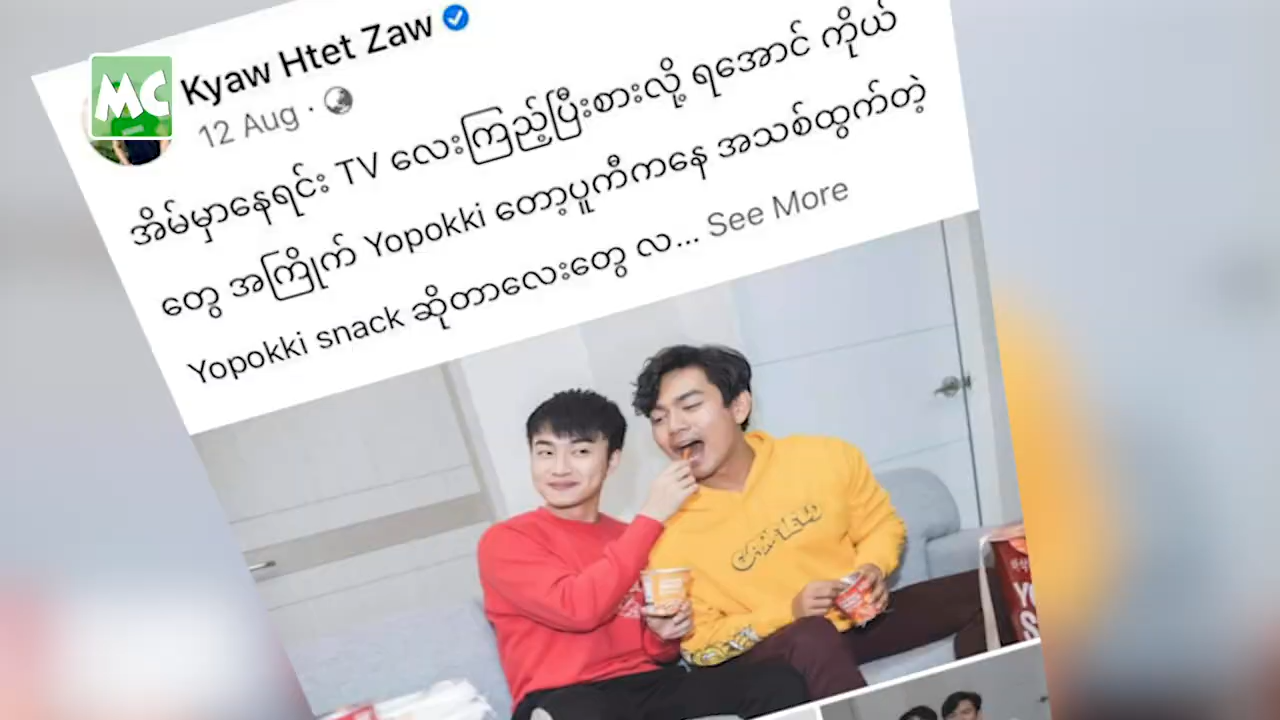 MC
Kyaw Htet Zaw
12 Aug ·
အိမ်မှာနေရင်း TV လေးကြည့်ပြီးစားလို့ ရအောင် ကိုယ်
တွေ အကြိုက် Yopokki တော့ပူကီကနေ အသစ်ထွက်တဲ့
Yopokki snack ဆိုတာလေးတွေ လ... See More
GARFIELD